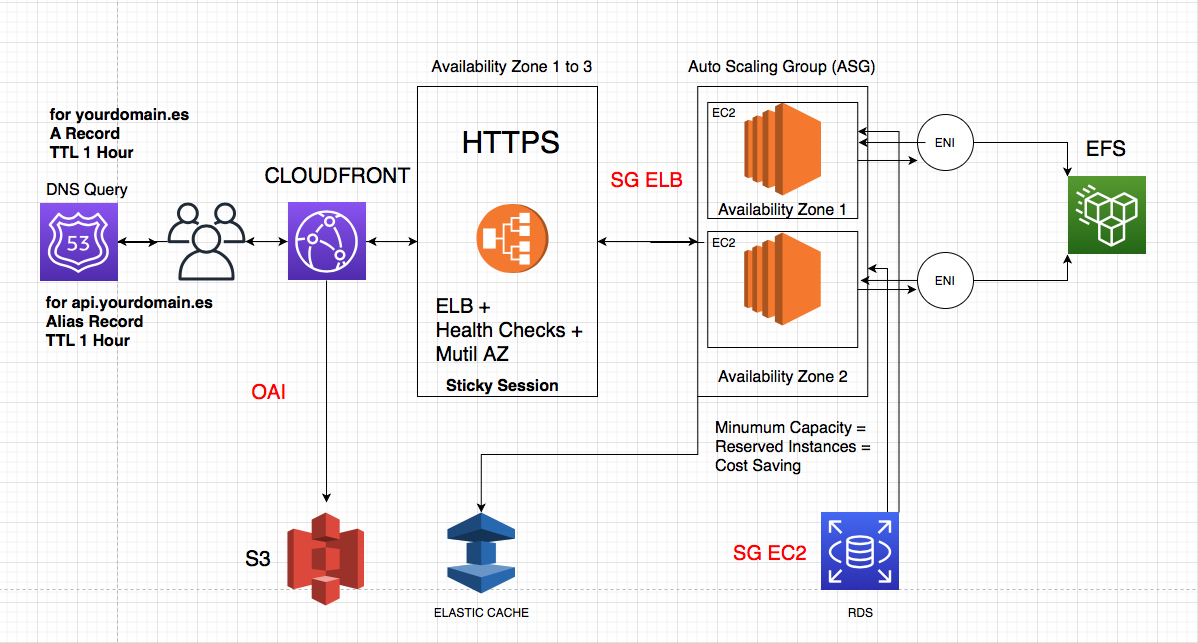 Availability Zone 1 to 3
Auto Scaling Group (ASG)
for yourdomain.es
A Record
TTL 1 Hour
DNS Query
53
for api.yourdomain.es
Alias Record
TTL 1 Hour
CLOUDFRONT
HTTPS
ELB +
Health Checks +
Mutil AZ
Sticky Session
SG ELB
EC2
Availability Zone 1
EC2
Availability Zone 2
ENI
ENI
EFS
OAI
Minumum Capacity =
Reserved Instances =
Cost Saving
S3
ELASTIC CACHE
SG EC2
RDS